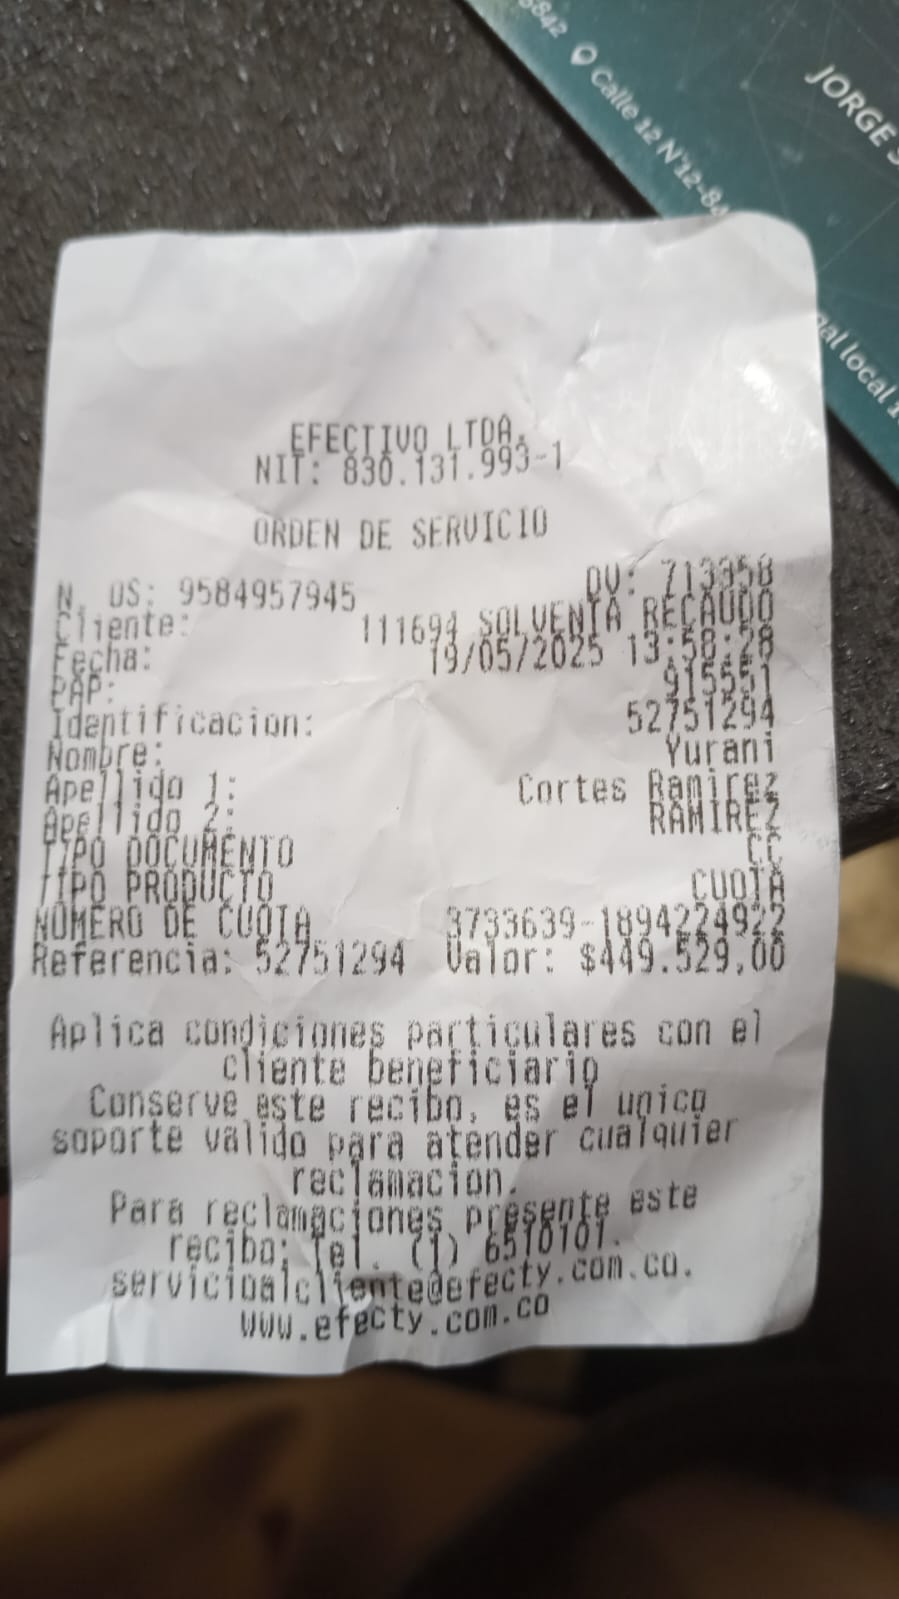 5842 Calle 12 N°12-84
JORGE S
local 1
EFECTIVO LTDA.
NIT: 830.131.993-1
ORDEN DE SERVICIO
DV: 713358
N. OS: 9584957945
Cliente: 111694 SOLVENTA RECAUDO
Fecha: 19/05/2025 13:58:28
PAP: 915551
Identificacion: 52751294
Nombre: Yurani
Apellido 1: Cortes Ramirez
Apellido 2: RAMIREZ
TIPO DOCUMENTO CC
TIPO PRODUCTO CUOTA
NUMERO DE CUOTA 3733639-1894224922
Referencia: 52751294 Valor: $449.529,00
Aplica condiciones particulares con el
cliente beneficiario
Conserve este recibo, es el unico
soporte valido para atender cualquier
reclamacion.
Para reclamaciones presente este
recibo: Tel. (1) 6510101.
servicioalcliente@efecty.com.co.
www.efecty.com.co